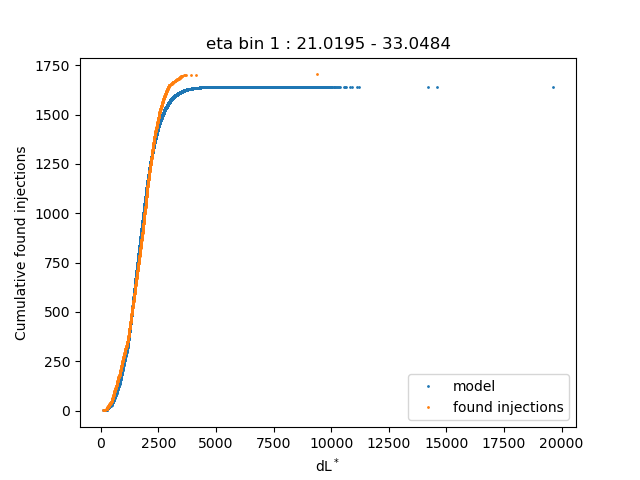 eta bin 1 : 21.0195 - 33.0484
Cumulative found injections
1750
1500
1250
1000
750
500
250
0
model
found injections
0 2500 5000 7500 10000 12500 15000 17500 20000
dL*